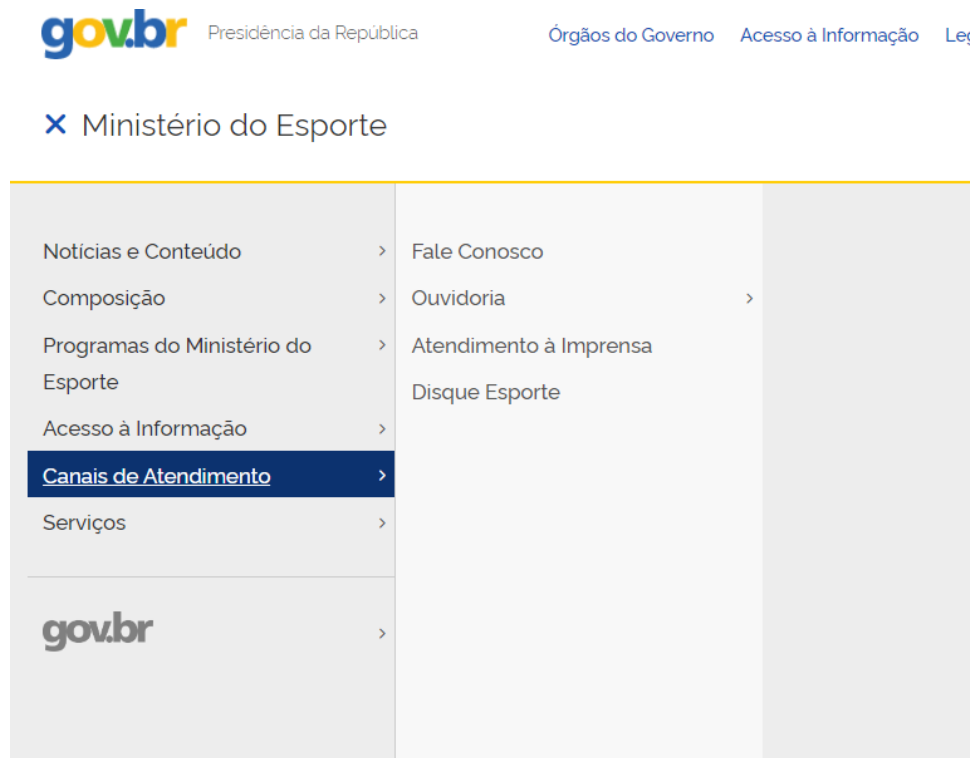 gov.br Presidência da República Órgãos do Governo Acesso à Informação Leg
× Ministério do Esporte
Notícias e Conteúdo
Composição
Programas do Ministério do
Esporte
Acesso à Informação
Canais de Atendimento
Serviços
gov.br
Fale Conosco
Ouvidoria
Atendimento à Imprensa
Disque Esporte